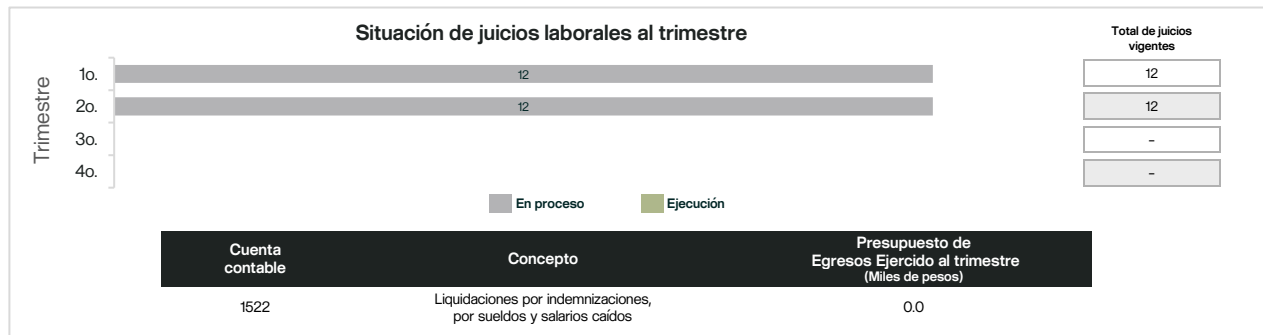 Situación de juicios laborales al trimestre
Total de juicios
vigentes
Trimestre
1o.
12
12
2o.
12
12
3o.
-
4o.
-
En proceso
Ejecución
Cuenta
contable
Concepto
Presupuesto de
Egresos Ejercido al trimestre
(Miles de pesos)
1522
Liquidaciones por indemnizaciones,
por sueldos y salarios caídos
0.0